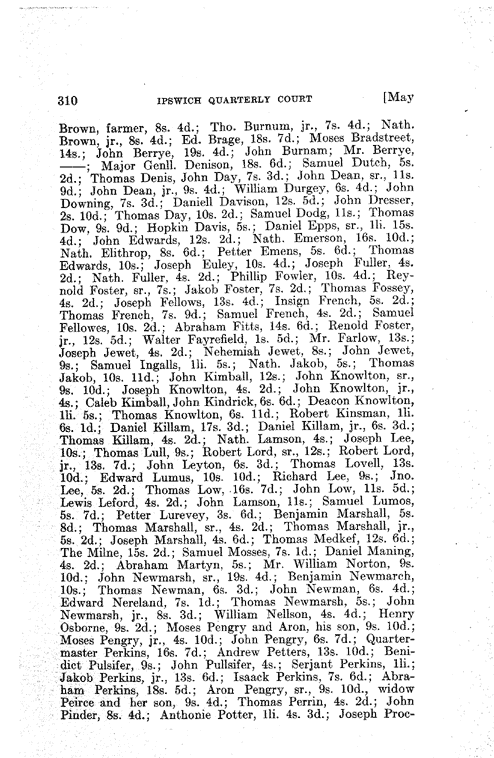 310 IPSWICH QUARTERLY COURT [May
Brown, farmer, 8s. 4d.; Tho. Burnum, jr., 7s. 4d.; Nath.
Brown, jr., 8s. 4d.; Ed. Brage, 18s. 7d.; Moses Bradstreet,
14s.; John Berrye, 19s. 4d.; John Burnam; Mr. Berrye,
——; Major Genll. Denison, 18s. 6d.; Samuel Dutch, 5s.
2d.; Thomas Denis, John Day, 7s. 3d.; John Dean, sr., 11s.
9d.; John Dean, jr., 9s. 4d.; William Durgey, 6s. 4d.; John
Downing, 7s. 3d.; Daniell Davison, 12s. 5d.; John Dresser,
2s. 10d.; Thomas Day, 10s. 2d.; Samuel Dodg, 11s.; Thomas
Dow, 9s. 9d.; Hopkin Davis, 5s.; Daniel Epps, sr., 1li. 15s.
4d.; John Edwards, 12s. 2d.; Nath. Emerson, 16s. 10d.;
Nath. Elithrop, 8s. 6d.; Petter Emens, 5s. 6d.; Thomas
Edwards, 10s.; Joseph Euley, 10s. 4d.; Joseph Fuller, 4s.
2d.; Nath. Fuller, 4s. 2d.; Phillip Fowler, 10s. 4d.; Rey-
nold Foster, sr., 7s.; Jakob Foster, 7s. 2d.; Thomas Fossey,
4s. 2d.; Joseph Fellows, 13s. 4d.; Insign French, 5s. 2d.;
Thomas French, 7s. 9d.; Samuel French, 4s. 2d.; Samuel
Fellowes, 10s. 2d.; Abraham Fitts, 14s. 6d.; Renold Foster,
jr., 12s. 5d.; Walter Fayrefield, 1s. 5d.; Mr. Farlow, 13s.;
Joseph Jewet, 4s. 2d.; Nehemiah Jewet, 8s.; John Jewet,
9s.; Samuel Ingalls, 1li. 5s.; Nath. Jakob, 5s.; Thomas
Jakob, 10s. 11d.; John Kimball, 12s.; John Knowlton, sr.,
9s. 10d.; Joseph Knowlton, 4s. 2d.; John Knowlton, jr.,
4s.; Caleb Kimball, John Kindrick, 6s. 6d.; Deacon Knowlton,
1li. 5s.; Thomas Knowlton, 6s. 11d.; Robert Kinsman, 1li.
6s. 1d.; Daniel Killam, 17s. 3d.; Daniel Killam, jr., 6s. 3d.;
Thomas Killam, 4s. 2d.; Nath. Lamson, 4s.; Joseph Lee,
10s.; Thomas Lull, 9s.; Robert Lord, sr., 12s.; Robert Lord,
jr., 13s. 7d.; John Leyton, 6s. 3d.; Thomas Lovell, 13s.
10d.; Edward Lumus, 10s. 10d.; Richard Lee, 9s.; Jno.
Lee, 5s. 2d.; Thomas Low, 16s. 7d.; John Low, 11s. 5d.;
Lewis Leford, 4s. 2d.; John Lamson, 11s.; Samuel Lumos,
5s. 7d.; Petter Lurevey, 3s. 6d.; Benjamin Marshall, 5s.
8d.; Thomas Marshall, sr., 4s. 2d.; Thomas Marshall, jr.,
5s. 2d.; Joseph Marshall, 4s. 6d.; Thomas Medkef, 12s. 6d.;
The Milne, 15s. 2d.; Samuel Mosses, 7s. 1d.; Daniel Maning,
4s. 2d.; Abraham Martyn, 5s.; Mr. William Norton, 9s.
10d.; John Newmarsh, sr., 19s. 4d.; Benjamin Newmarch,
10s.; Thomas Newman, 6s. 3d.; John Newman, 6s. 4d.;
Edward Nereland, 7s. 1d.; Thomas Newmarsh, 5s.; John
Newmarsh, jr., 8s. 3d.; William Nellson, 4s. 4d.; Henry
Osborne, 9s. 2d.; Moses Pengry and Aron, his son, 9s. 10d.;
Moses Pengry, jr., 4s. 10d.; John Pengry, 6s. 7d.; Quarter-
master Perkins, 16s. 7d.; Andrew Petters, 13s. 10d.; Beni-
dict Pulsifer, 9s.; John Pullsifer, 4s.; Serjant Perkins, 1li.;
Jakob Perkins, jr., 13s. 6d.; Isaack Perkins, 7s. 6d.; Abra-
ham Perkins, 18s. 5d.; Aron Pengry, sr., 9s. 10d., widow
Peirce and her son, 9s. 4d.; Thomas Perrin, 4s. 2d.; John
Pinder, 8s. 4d.; Anthonie Potter, 1li. 4s. 3d.; Joseph Proc-